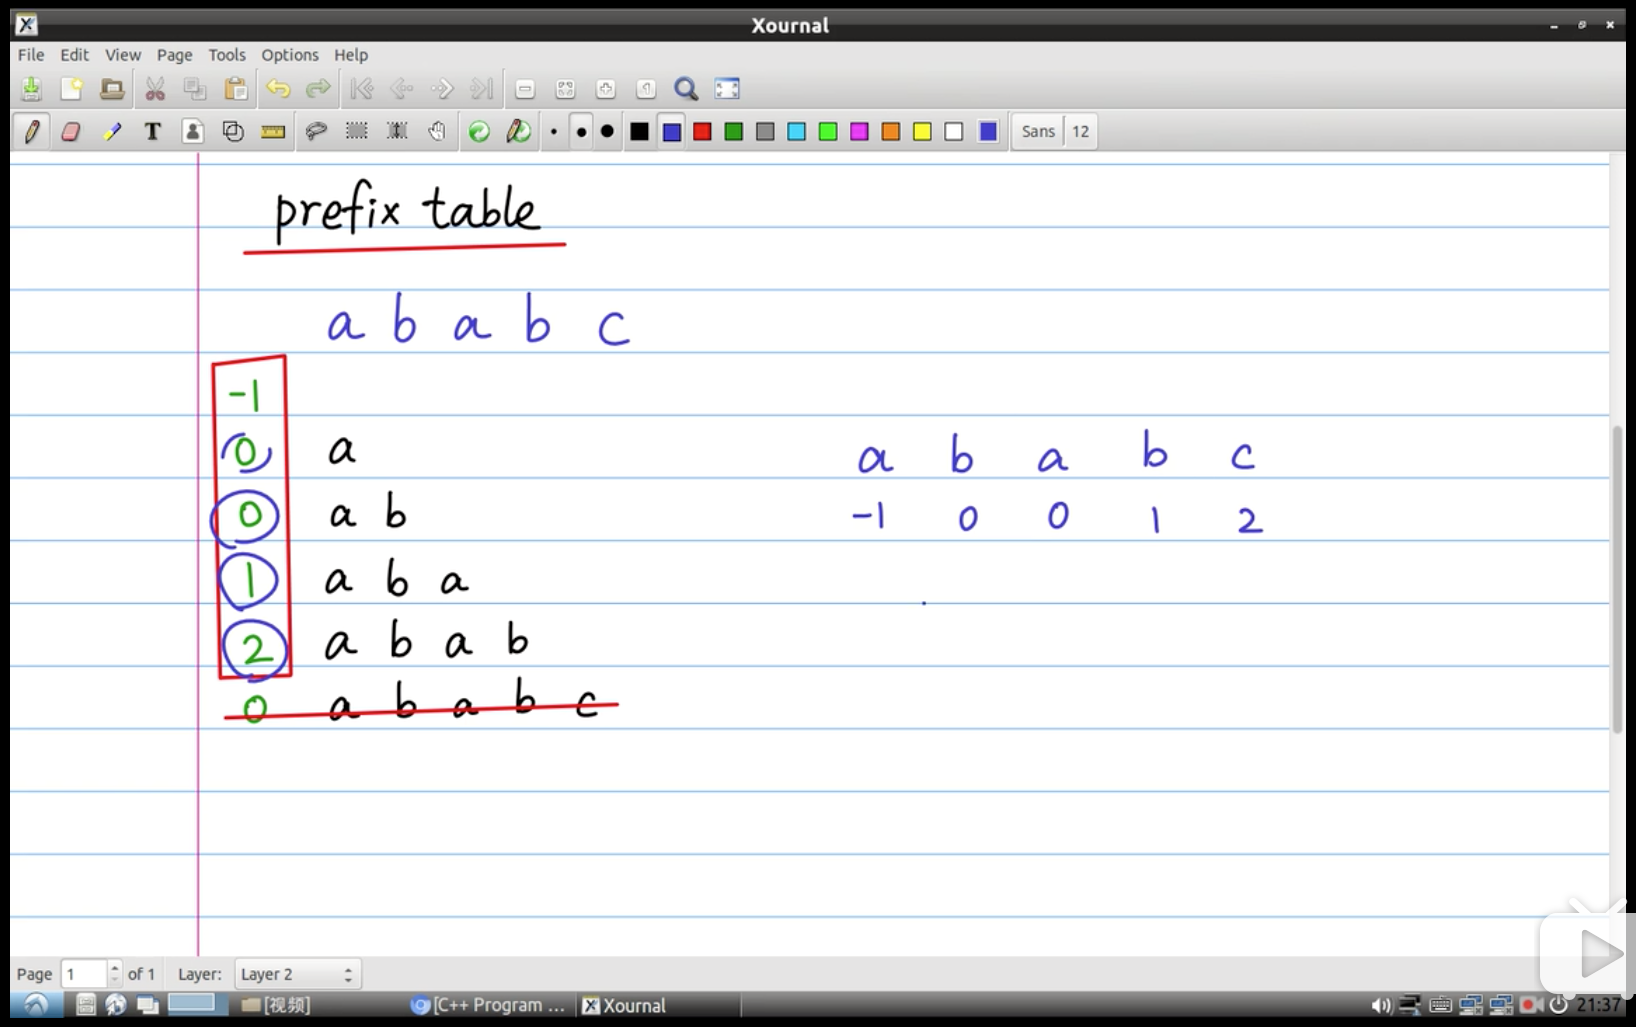 Xournal
File Edit View Page Tools Options Help
T Sans 12
prefix table
a b a b c
-1
0 a
0 a b
1 a b a
2 a b a b
0 a b a b c
a b a b c
-1 0 0 1 2
Page 1 of 1 Layer: Layer 2
[视频] [C++ Program ... Xournal 21:37